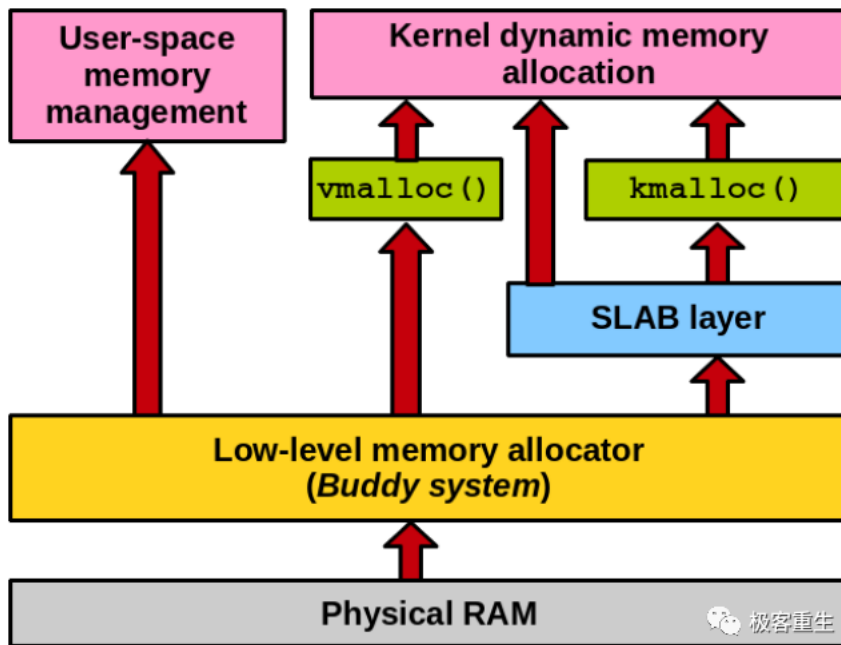 User-space
memory
management
Kernel dynamic memory
allocation
vmalloc()
kmalloc()
SLAB layer
Low-level memory allocator
(Buddy system)
Physical RAM
极客重生